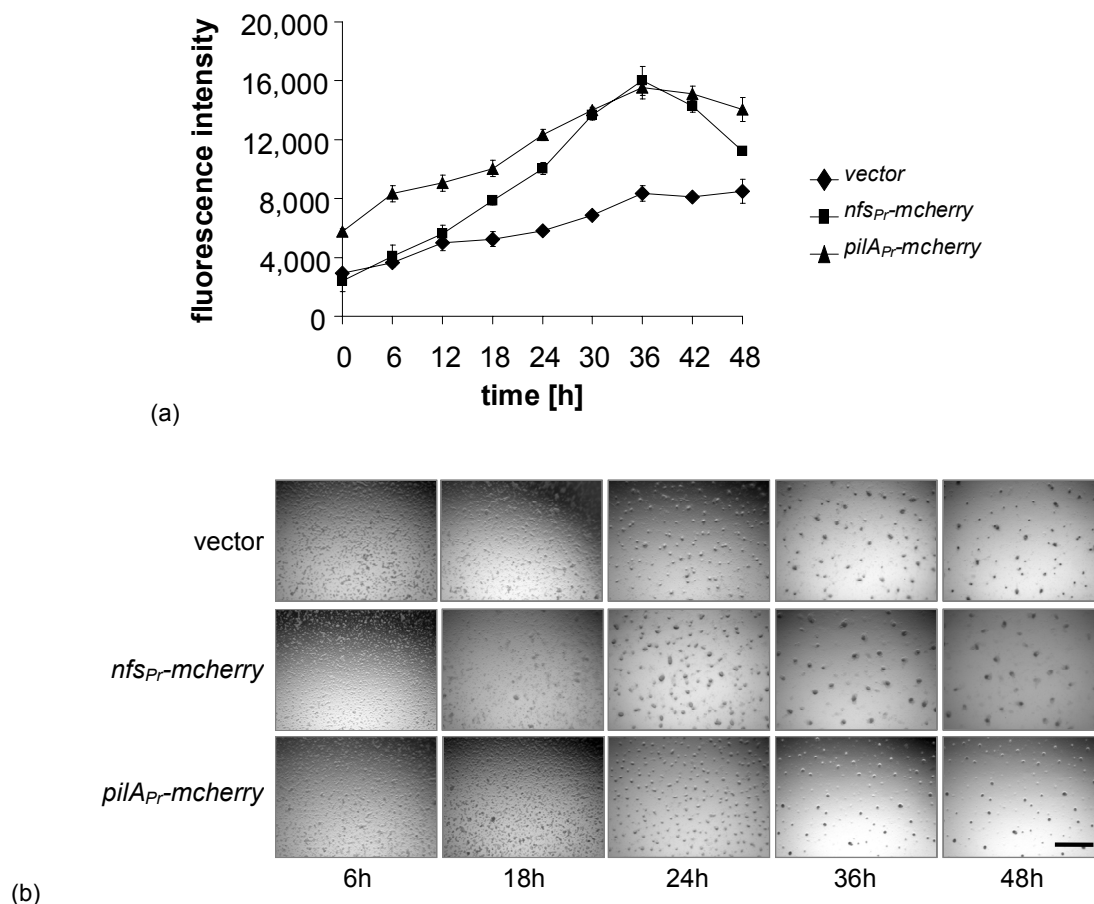 fluorescence intensity
20,000
16,000
12,000
8,000
4,000
0
0 6 12 18 24 30 36 42 48
time [h]
vector
nfsPr-mcherry
pilAPr-mcherry
(a)
vector
nfsPr-mcherry
pilAPr-mcherry
6h 18h 24h 36h 48h
(b)